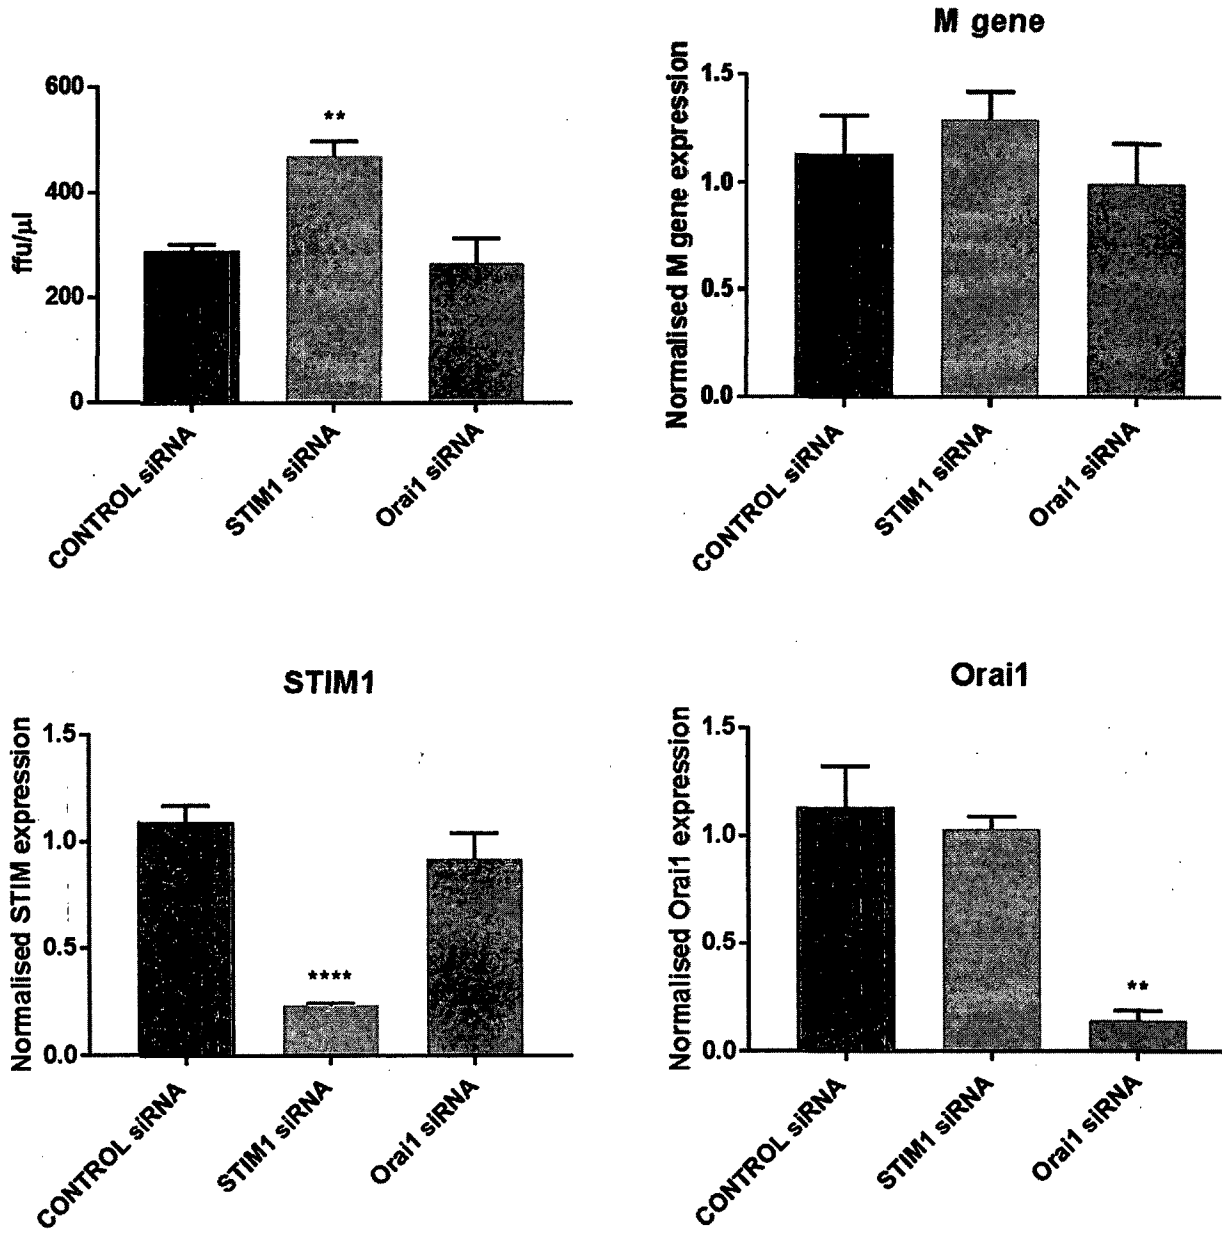 600
400
200
0
ffu/µl
**
CONTROL siRNA
STIM1 siRNA
Orai1 siRNA
M gene
1.5
1.0
0.5
0.0
Normalised M gene expression
CONTROL siRNA
STIM1 siRNA
Orai1 siRNA
STIM1
1.5
1.0
0.5
0.0
Normalised STIM expression
****
CONTROL siRNA
STIM1 siRNA
Orai1 siRNA
Orai1
1.5
1.0
0.5
0.0
Normalised Orai1 expression
**
CONTROL siRNA
STIM1 siRNA
Orai1 siRNA